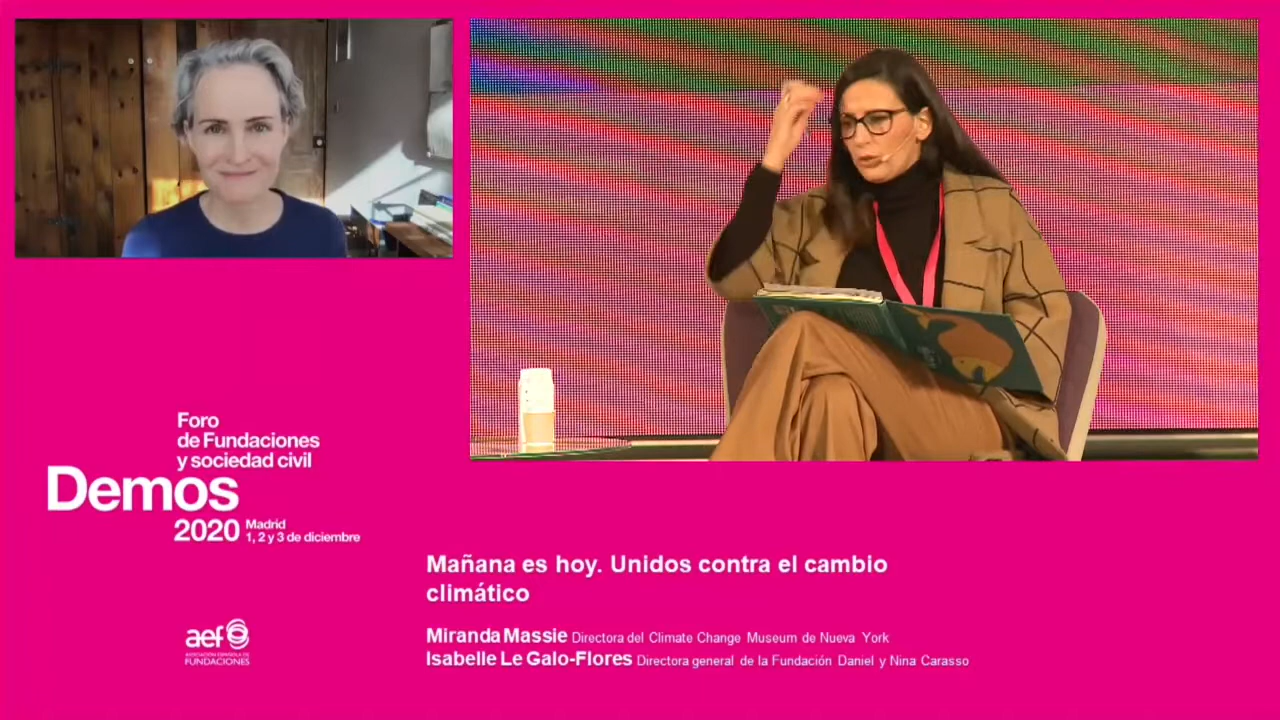 Foro
de Fundaciones
y sociedad civil
Demos
2020 Madrid
1, 2 y 3 de diciembre
Mañana es hoy. Unidos contra el cambio
climático
aef
ASOCIACIÓN ESPAÑOLA DE
FUNDACIONES
Miranda Massie Directora del Climate Change Museum de Nueva York
Isabelle Le Galo-Flores Directora general de la Fundación Daniel y Nina Carasso